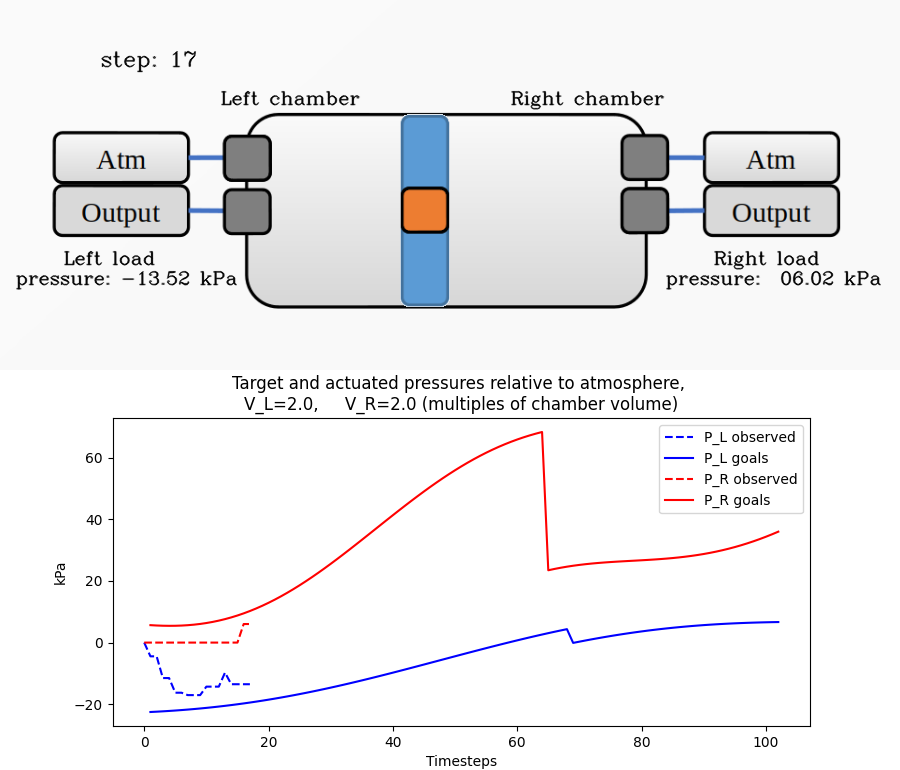 step: 17
Left chamber
Right chamber
Atm
Output
Atm
Output
Left load
pressure: -13.52 kPa
Right load
pressure:  06.02 kPa
Target and actuated pressures relative to atmosphere,
V_L=2.0,     V_R=2.0 (multiples of chamber volume)
60
40
20
0
−20
kPa
P_L observed
P_L goals
P_R observed
P_R goals
0
20
40
60
80
100
Timesteps